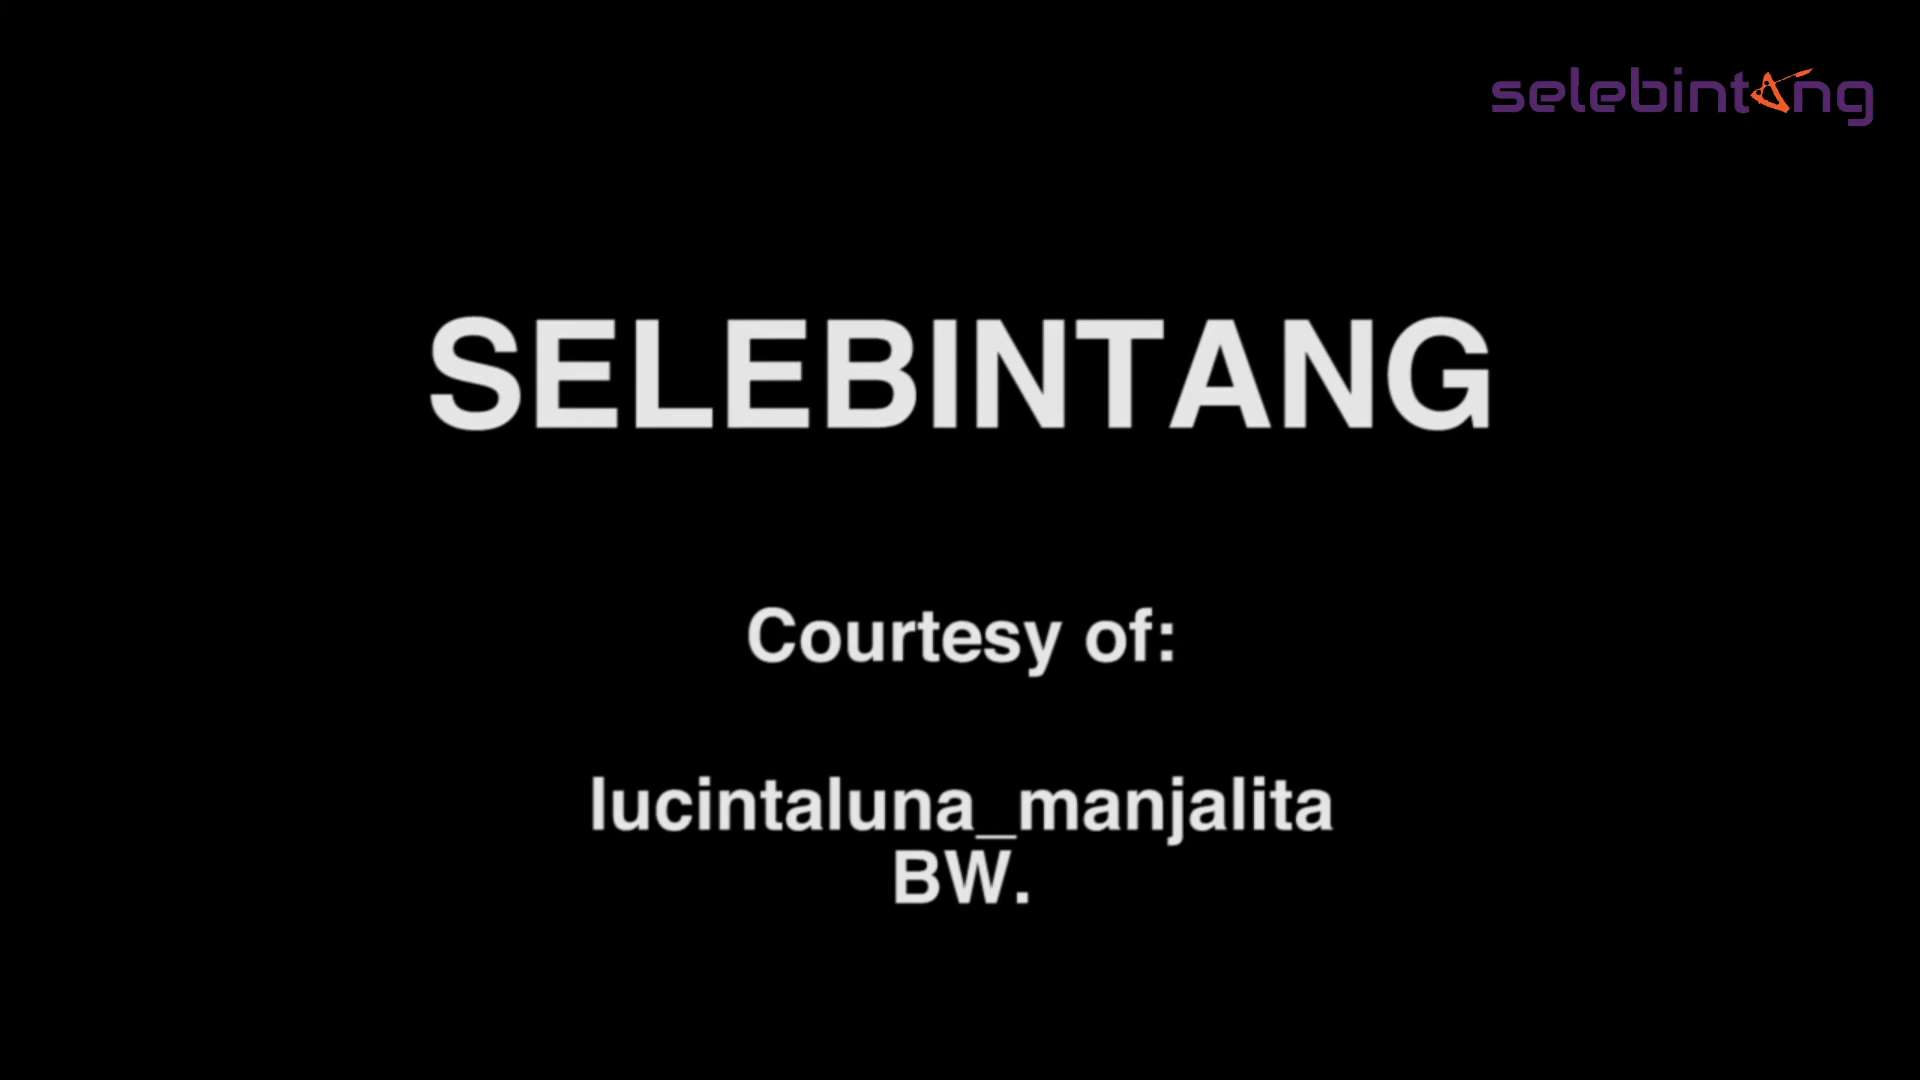 selebintang
SELEBINTANG
Courtesy of:
lucintaluna_manjalita
BW.